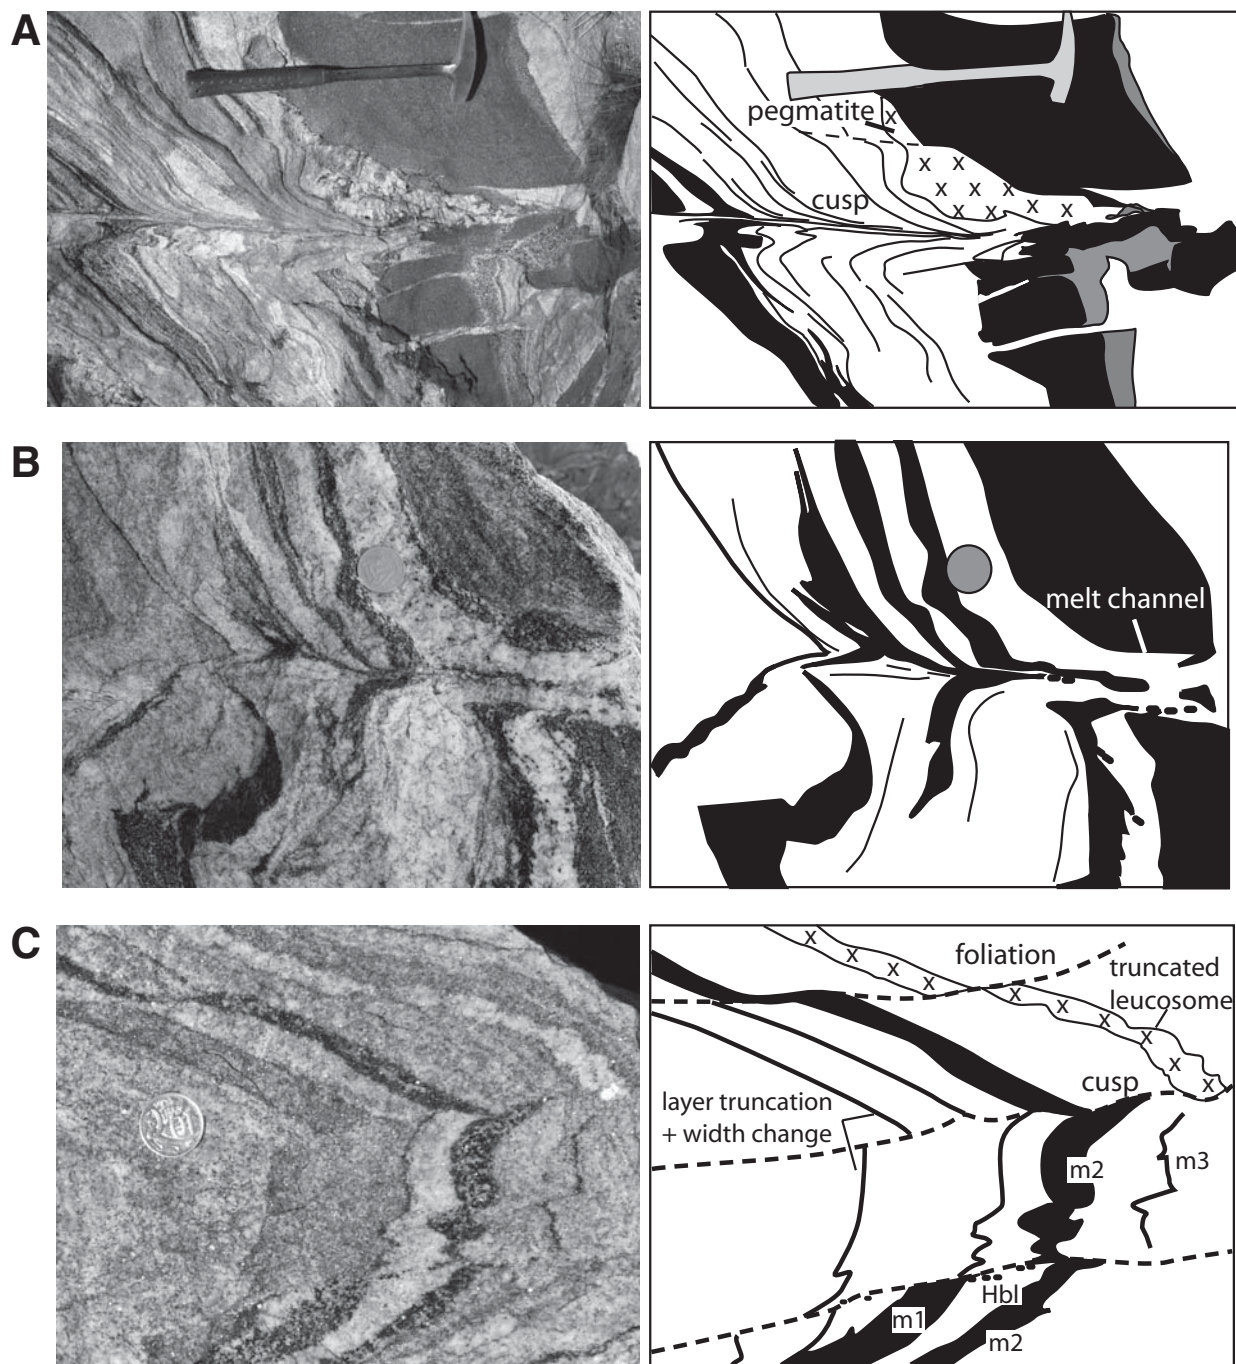 A
pegmatite
x
x x
x x x
x x x
cusp
B
melt channel
C
x
x
x
x
foliation
truncated
leucosome
x
x
x
x
x
x
cusp
layer truncation
+ width change
m2
m3
Hbl
m1
m2